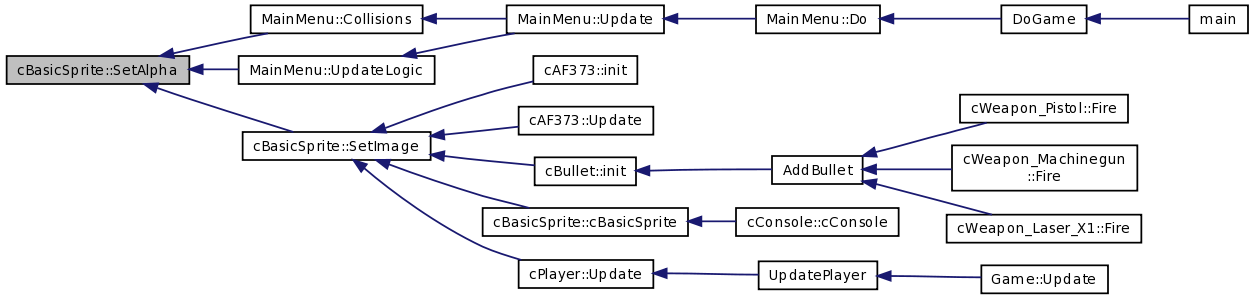 MainMenu::Collisions
MainMenu::Update
MainMenu::Do
DoGame
main
cBasicSprite::SetAlpha
MainMenu::UpdateLogic
cAF373::init
cAF373::Update
cBasicSprite::SetImage
cBullet::init
AddBullet
cWeapon_Pistol::Fire
cWeapon_Machinegun
::Fire
cWeapon_Laser_X1::Fire
cBasicSprite::cBasicSprite
cConsole::cConsole
cPlayer::Update
UpdatePlayer
Game::Update